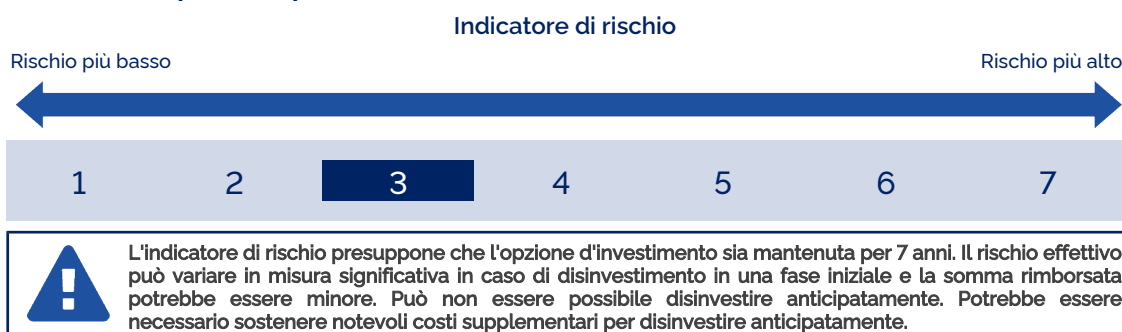 Indicatore di rischio
Rischio più basso Rischio più alto
1 2 3 4 5 6 7
L'indicatore di rischio presuppone che l'opzione d'investimento sia mantenuta per 7 anni. Il rischio effettivo
può variare in misura significativa in caso di disinvestimento in una fase iniziale e la somma rimborsata
potrebbe essere minore. Può non essere possibile disinvestire anticipatamente. Potrebbe essere
necessario sostenere notevoli costi supplementari per disinvestire anticipatamente.